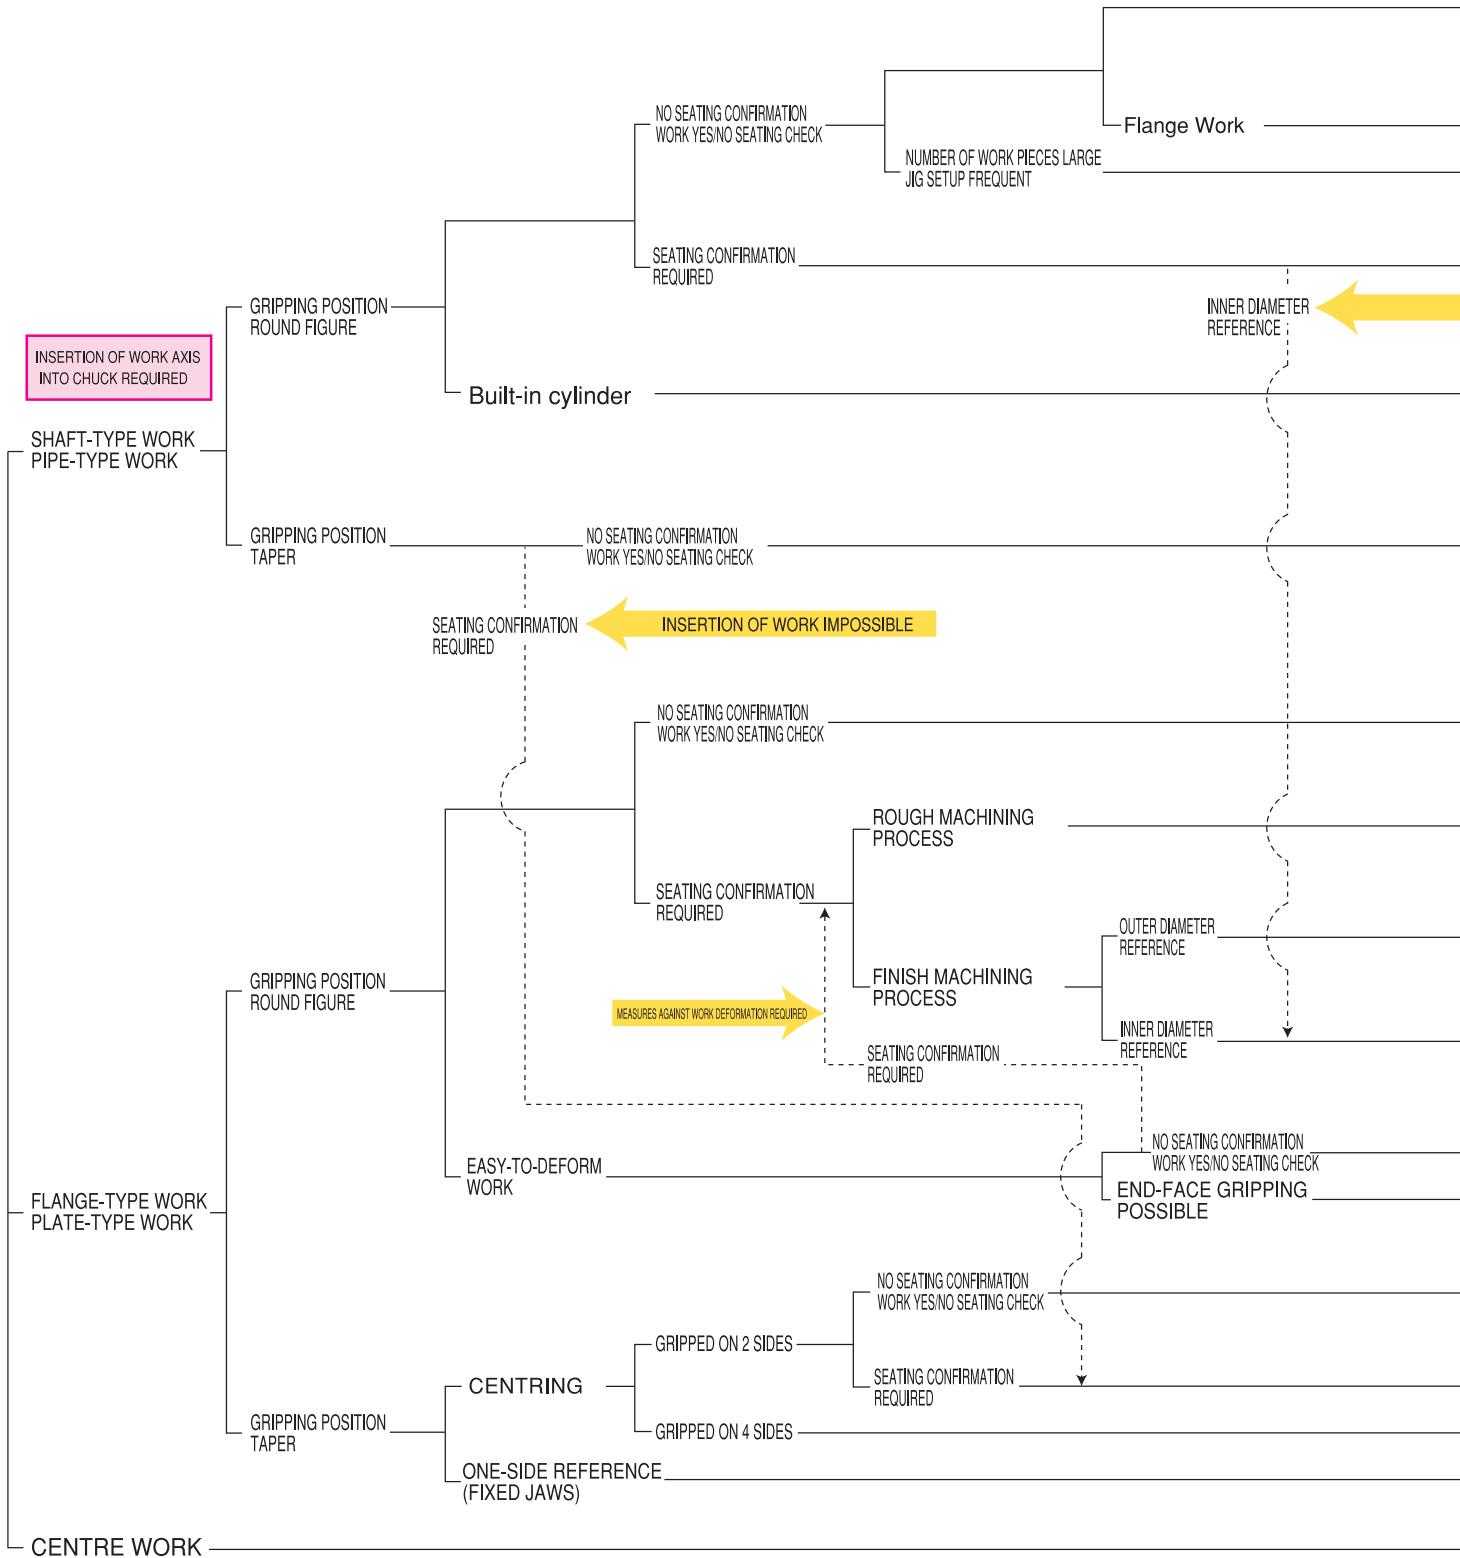 NO SEATING CONFIRMATION
WORK YES/NO SEATING CHECK
Flange Work
NUMBER OF WORK PIECES LARGE
JIG SETUP FREQUENT
SEATING CONFIRMATION
REQUIRED
GRIPPING POSITION
ROUND FIGURE
INNER DIAMETER
REFERENCE
INSERTION OF WORK AXIS
INTO CHUCK REQUIRED
Built-in cylinder
SHAFT-TYPE WORK
PIPE-TYPE WORK
GRIPPING POSITION
TAPER
NO SEATING CONFIRMATION
WORK YES/NO SEATING CHECK
SEATING CONFIRMATION
REQUIRED
INSERTION OF WORK IMPOSSIBLE
NO SEATING CONFIRMATION
WORK YES/NO SEATING CHECK
ROUGH MACHINING
PROCESS
SEATING CONFIRMATION
REQUIRED
OUTER DIAMETER
REFERENCE
GRIPPING POSITION
ROUND FIGURE
FINISH MACHINING
PROCESS
MEASURES AGAINST WORK DEFORMATION REQUIRED
INNER DIAMETER
REFERENCE
SEATING CONFIRMATION
REQUIRED
NO SEATING CONFIRMATION
WORK YES/NO SEATING CHECK
EASY-TO-DEFORM
WORK
END-FACE GRIPPING
POSSIBLE
FLANGE-TYPE WORK
PLATE-TYPE WORK
NO SEATING CONFIRMATION
WORK YES/NO SEATING CHECK
GRIPPED ON 2 SIDES
CENTRING
SEATING CONFIRMATION
REQUIRED
GRIPPING POSITION
TAPER
GRIPPED ON 4 SIDES
ONE-SIDE REFERENCE
(FIXED JAWS)
CENTRE WORK